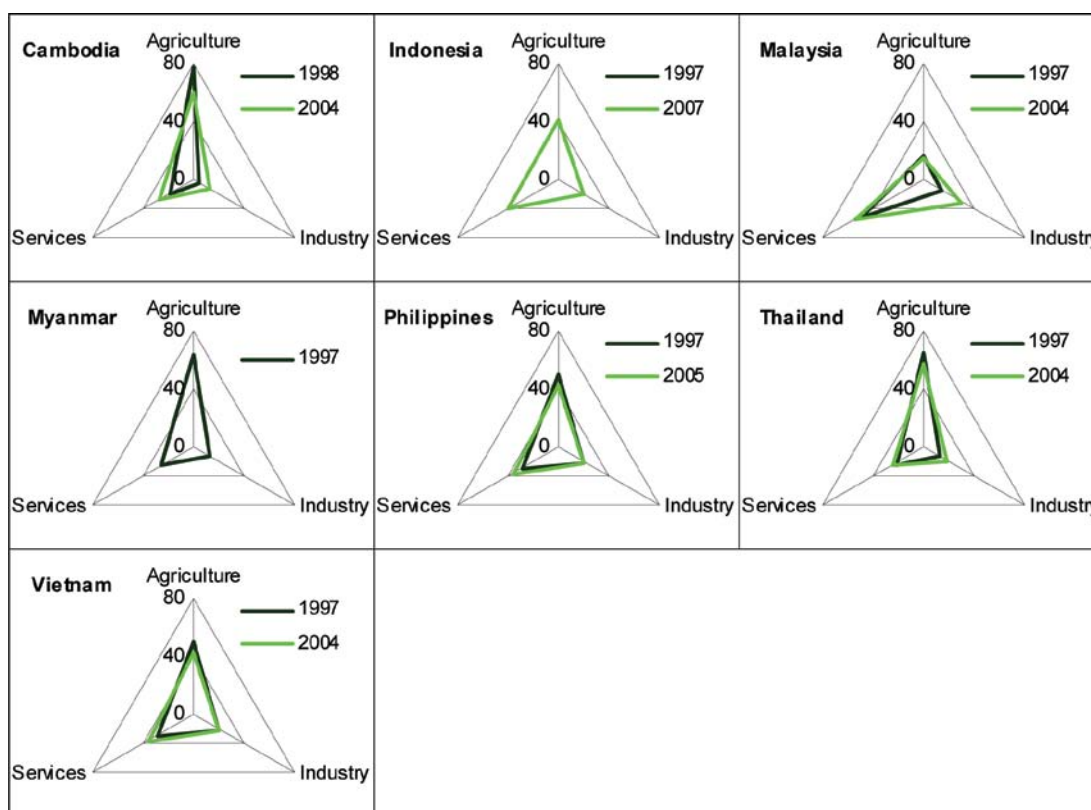 Cambodia
Agriculture
80
40
0
Services
Industry
1998
2004
Indonesia
Agriculture
80
40
0
Services
Industry
1997
2007
Malaysia
Agriculture
80
40
0
Services
Industry
1997
2004
Myanmar
Agriculture
80
40
0
Services
Industry
1997
Philippines
Agriculture
80
40
0
Services
Industry
1997
2005
Thailand
Agriculture
80
40
0
Services
Industry
1997
2004
Vietnam
Agriculture
80
40
0
Services
Industry
1997
2004